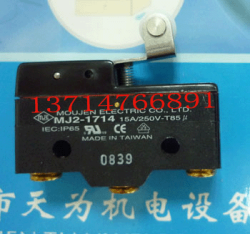 MOUJEN ELECTRIC CO., LTD.
MJ2-1714 15A/250V-T85 μ
13714766891
IEC:IP65 CE
MADE IN TAIWAN
0839
市天为机电设备